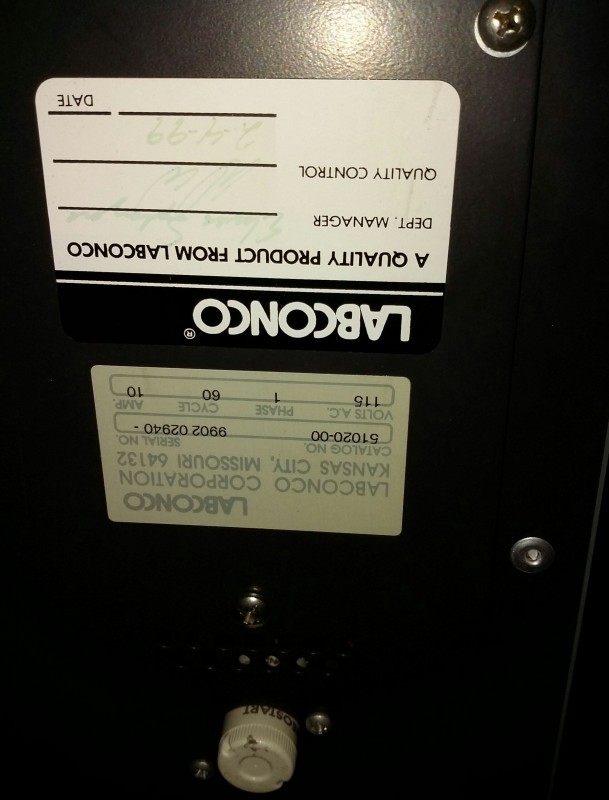 LABCONCO
LABCONCO CORPORATION
KANSAS CITY, MISSOURI 64132
CATALOG NO. SERIAL NO.
51020-00 9902 02940 -
VOLTS A.C. PHASE CYCLE AMP.
115 1 60 10
LABCONCO®
A QUALITY PRODUCT FROM LABCONCO
DEPT. MANAGER
QUALITY CONTROL
2-4-99
DATE